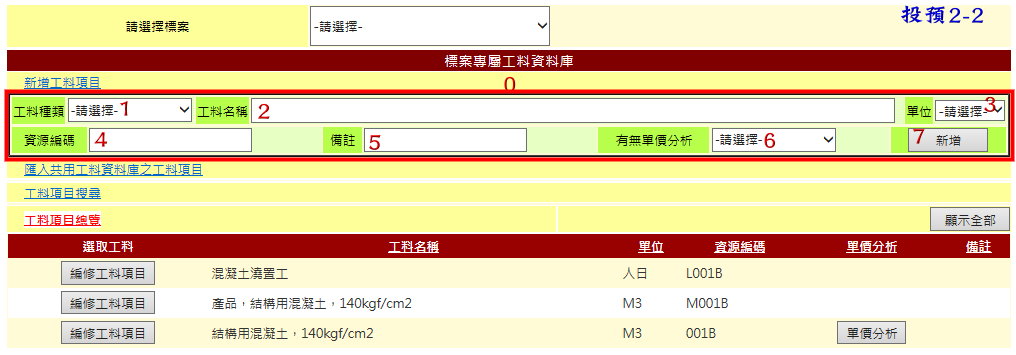 投預2-2
請選擇標案 -請選擇-
標案專屬工料資料庫
新增工料項目 0
工料種類 -請選擇- 1 工料名稱 2 單位 -請選擇- 3
資源編碼 4 備註 5 有無單價分析 -請選擇- 6 7 新增
匯入共用工料資料庫之工料項目
工料項目搜尋
工料項目總覽 顯示全部
選取工料 工料名稱 單位 資源編碼 單價分析 備註
編修工料項目 混凝土澆置工 人日 L001B
編修工料項目 產品，結構用混凝土，140kgf/cm2 M3 M001B
編修工料項目 結構用混凝土，140kgf/cm2 M3 001B 單價分析